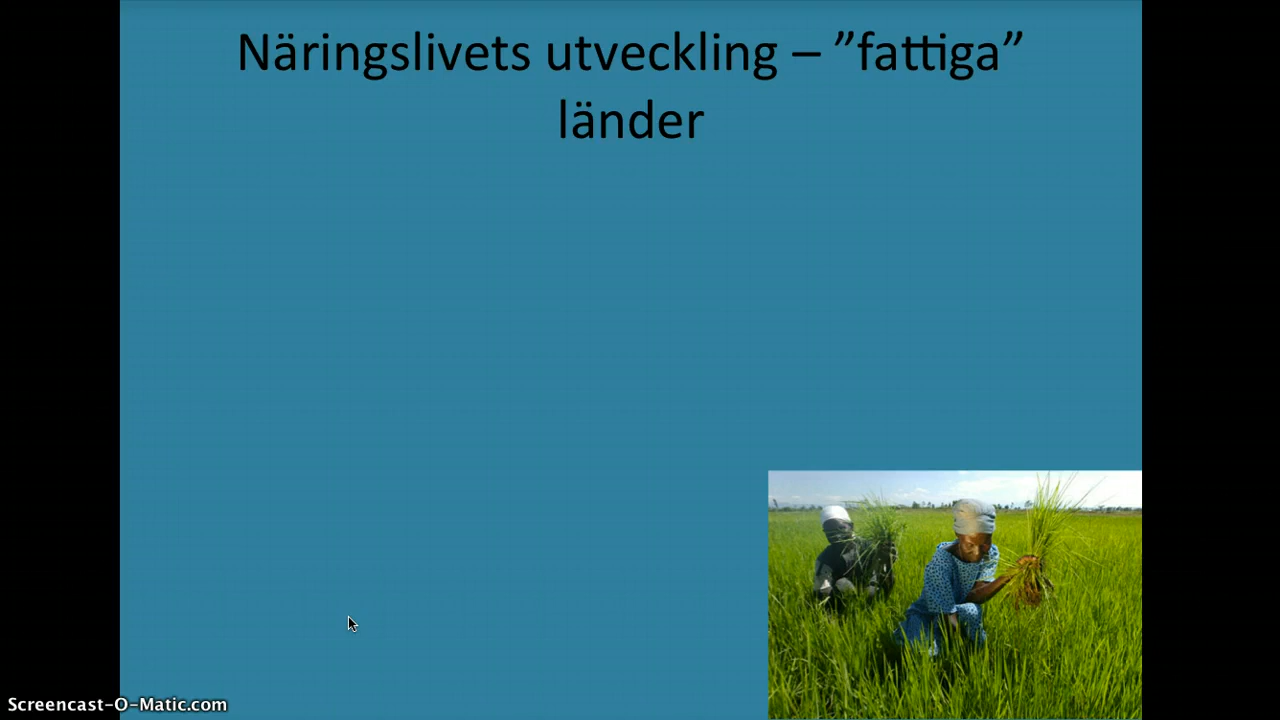 Näringslivets utveckling – ”fattiga”
länder
Screencast-O-Matic.com